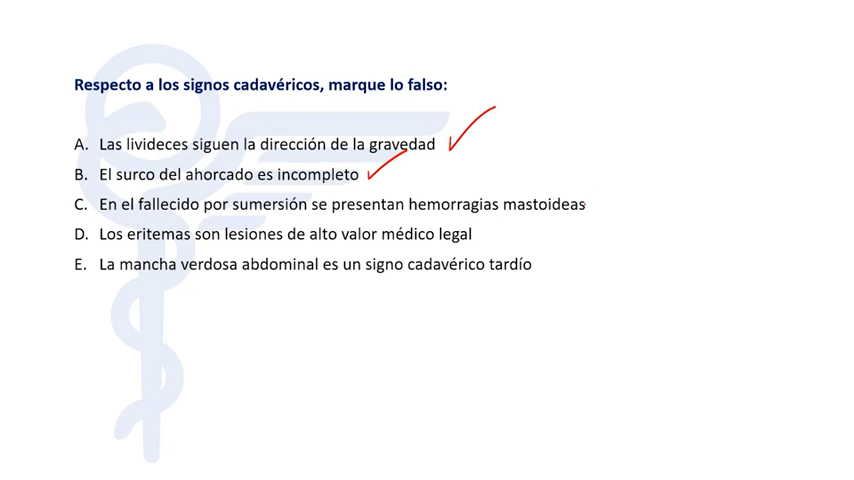 Respecto a los signos cadavéricos, marque lo falso:
A. Las livideces siguen la dirección de la gravedad
B. El surco del ahorcado es incompleto
C. En el fallecido por sumersión se presentan hemorragias mastoideas
D. Los eritemas son lesiones de alto valor médico legal
E. La mancha verdosa abdominal es un signo cadavérico tardío